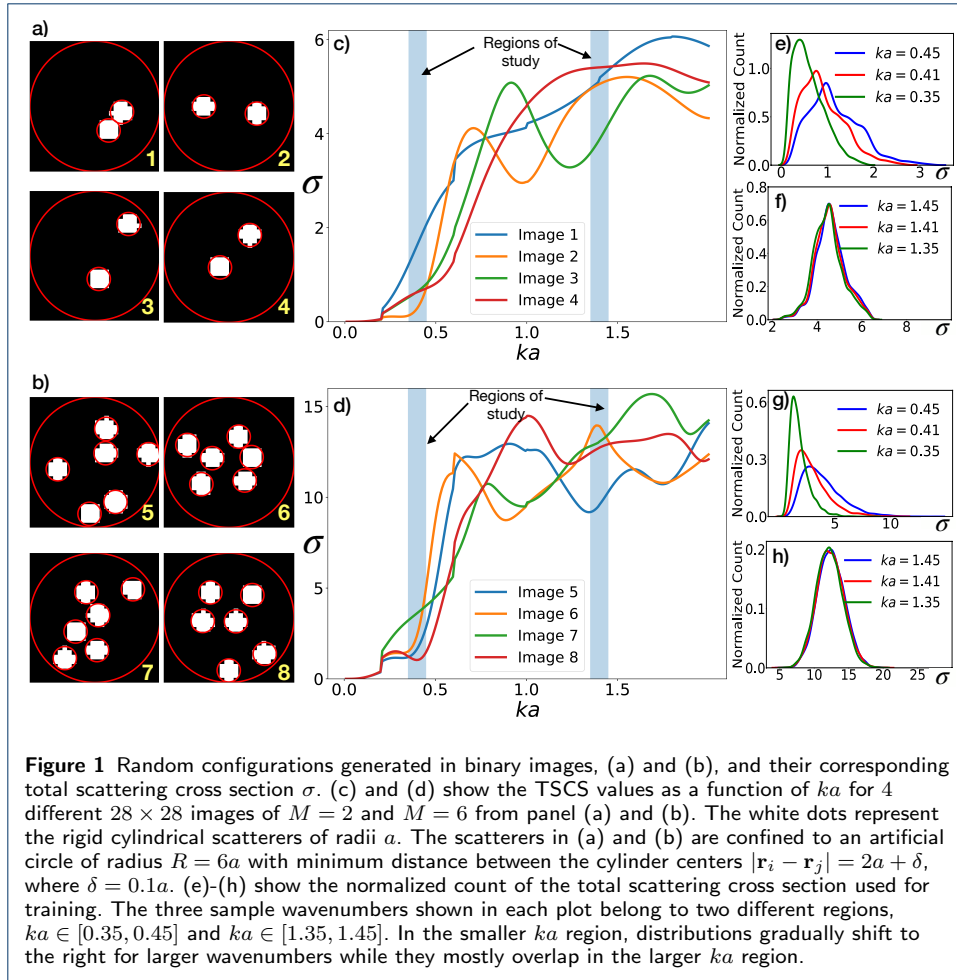 a)
1
2
3
4
c)
6
4
2
0
σ
Regions of
study
Image 1
Image 2
Image 3
Image 4
0.0
0.5
1.0
1.5
ka
e)
Normalized Count
1.0
0.5
0.0
ka = 0.45
ka = 0.41
ka = 0.35
0
1
2
3
σ
f)
Normalized Count
0.8
0.6
0.4
0.2
0.0
ka = 1.45
ka = 1.41
ka = 1.35
2
4
6
8
σ
b)
5
6
7
8
d)
15
10
5
0
σ
Regions of
study
Image 5
Image 6
Image 7
Image 8
0.0
0.5
1.0
1.5
ka
g)
Normalized Count
0.6
0.3
0.0
ka = 0.45
ka = 0.41
ka = 0.35
5
10
σ
h)
Normalized Count
0.2
0.1
0.0
ka = 1.45
ka = 1.41
ka = 1.35
5
10
15
20
25
σ
Figure 1 Random configurations generated in binary images, (a) and (b), and their corresponding
total scattering cross section σ. (c) and (d) show the TSCS values as a function of ka for 4
different 28 × 28 images of M = 2 and M = 6 from panel (a) and (b). The white dots represent
the rigid cylindrical scatterers of radii a. The scatterers in (a) and (b) are confined to an artificial
circle of radius R = 6a with minimum distance between the cylinder centers |r_i − r_j| = 2a + δ,
where δ = 0.1a. (e)-(h) show the normalized count of the total scattering cross section used for
training. The three sample wavenumbers shown in each plot belong to two different regions,
ka ∈ [0.35, 0.45] and ka ∈ [1.35, 1.45]. In the smaller ka region, distributions gradually shift to
the right for larger wavenumbers while they mostly overlap in the larger ka region.